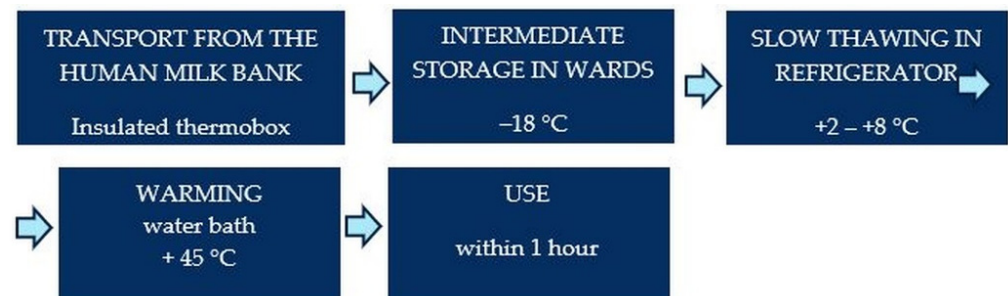 TRANSPORT FROM THE
HUMAN MILK BANK
Insulated thermobox
INTERMEDIATE
STORAGE IN WARDS
–18 °C
SLOW THAWING IN
REFRIGERATOR
+2 – +8 °C
WARMING
water bath
+ 45 °C
USE
within 1 hour